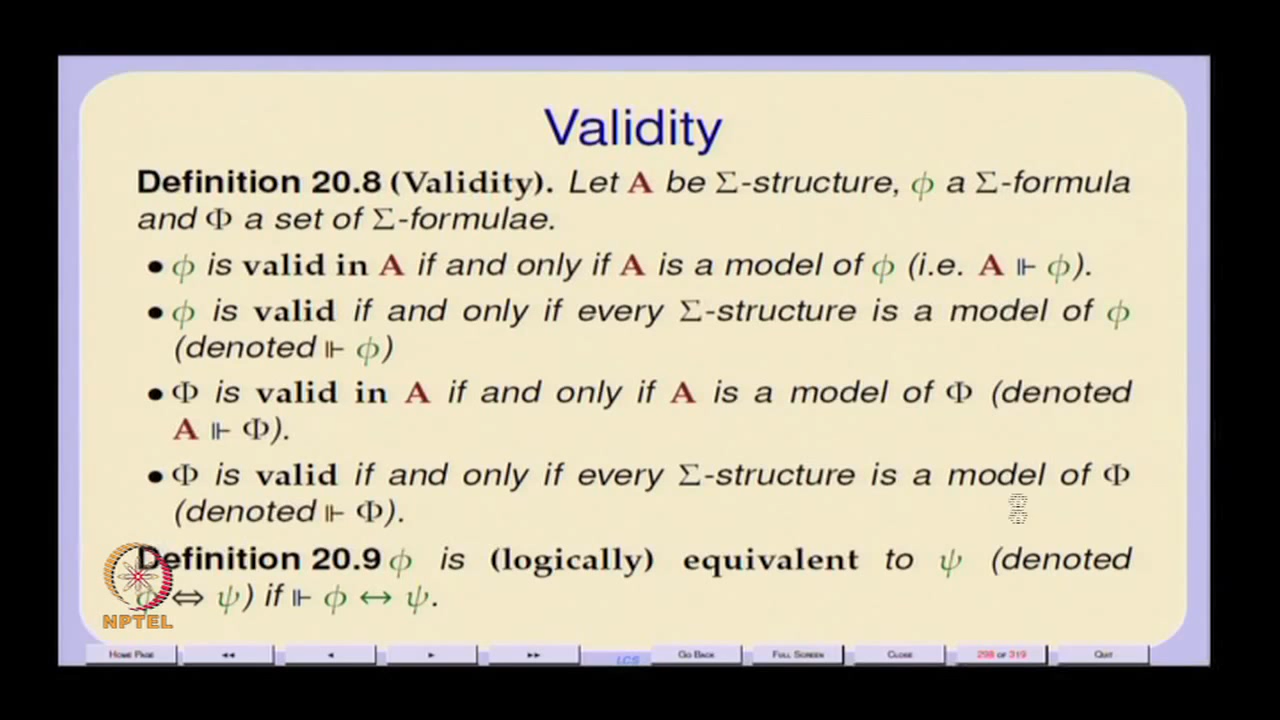 Validity
Definition 20.8 (Validity). Let A be Σ-structure, ϕ a Σ-formula
and Φ a set of Σ-formulae.
• ϕ is valid in A if and only if A is a model of ϕ (i.e. A ⊩ ϕ).
• ϕ is valid if and only if every Σ-structure is a model of ϕ
(denoted ⊩ ϕ)
• Φ is valid in A if and only if A is a model of Φ (denoted
A ⊩ Φ).
• Φ is valid if and only if every Σ-structure is a model of Φ
(denoted ⊩ Φ).
Definition 20.9 ϕ is (logically) equivalent to ψ (denoted
ϕ ⇔ ψ) if ⊩ ϕ ↔ ψ.
NPTEL
HOME PAGE ◄◄ ◄ ► ►► LCS GO BACK FULL SCREEN CLOSE 298 OF 319 QUIT